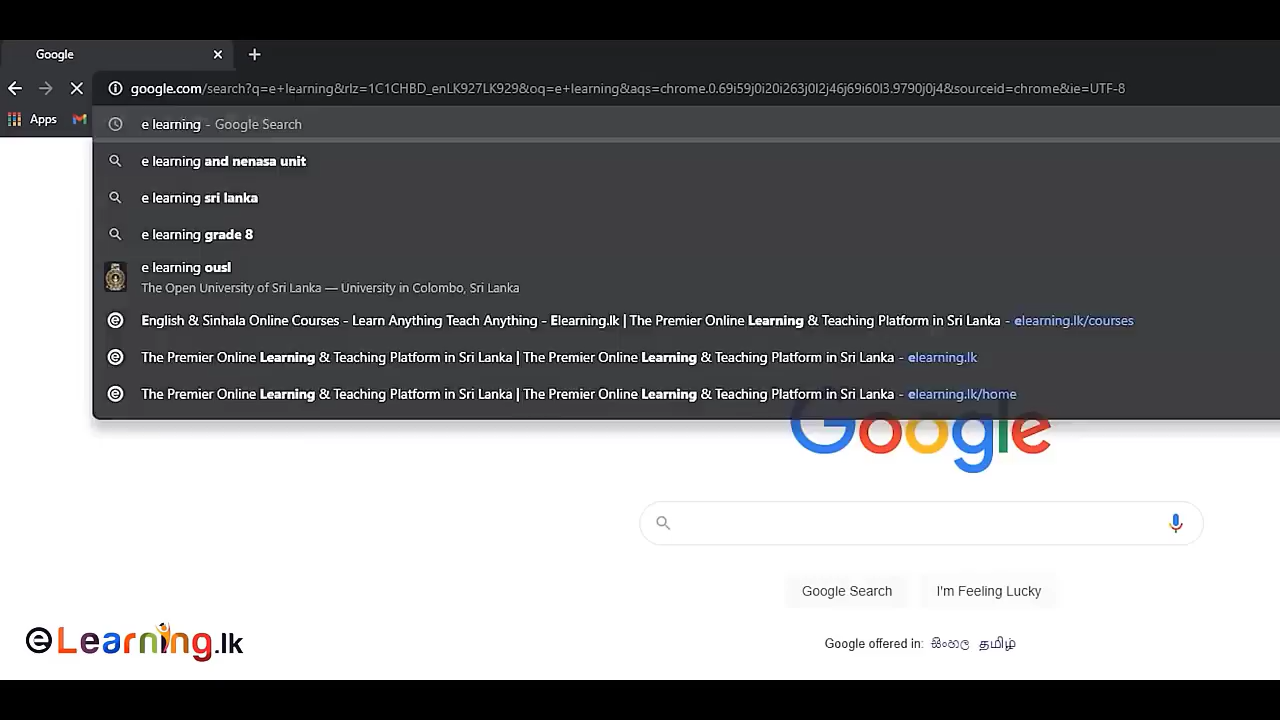 Google
google.com/search?q=e+learning&rlz=1C1CHBD_enLK927LK929&oq=e+learning&aqs=chrome.0.69i59j0i20i263j0l2j46j69i60l3.9790j0j4&sourceid=chrome&ie=UTF-8
Apps
e learning - Google Search
e learning and nenasa unit
e learning sri lanka
e learning grade 8
e learning ousl
The Open University of Sri Lanka — University in Colombo, Sri Lanka
English & Sinhala Online Courses - Learn Anything Teach Anything - Elearning.lk | The Premier Online Learning & Teaching Platform in Sri Lanka - elearning.lk/courses
The Premier Online Learning & Teaching Platform in Sri Lanka | The Premier Online Learning & Teaching Platform in Sri Lanka - elearning.lk
The Premier Online Learning & Teaching Platform in Sri Lanka | The Premier Online Learning & Teaching Platform in Sri Lanka - elearning.lk/home
Google
Google Search I'm Feeling Lucky
eLearning.lk
Google offered in: සිංහල தமிழ்